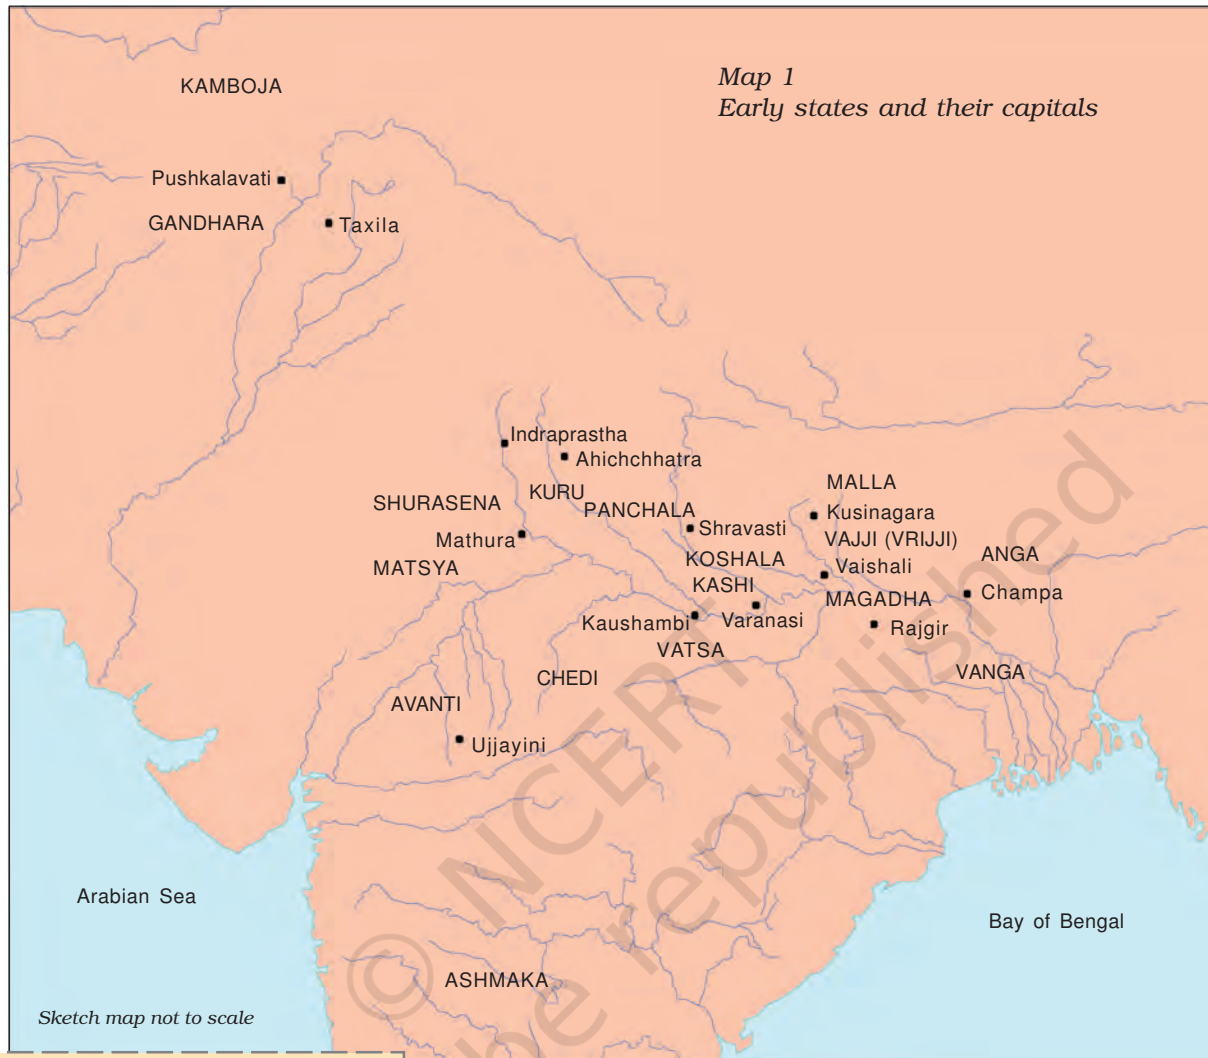 Map 1
Early states and their capitals
KAMBOJA
Pushkalavati
GANDHARA
Taxila
Indraprastha
Ahichchhatra
KURU
SHURASENA
PANCHALA
MALLA
Kusinagara
Shravasti
Mathura
VAJJI (VRIJJI)
MATSYA
KOSHALA
Vaishali
ANGA
KASHI
Champa
MAGADHA
Kaushambi
Varanasi
Rajgir
VATSA
CHEDI
VANGA
AVANTI
Ujjayini
Arabian Sea
Bay of Bengal
ASHMAKA
Sketch map not to scale
© NCERT
be republished